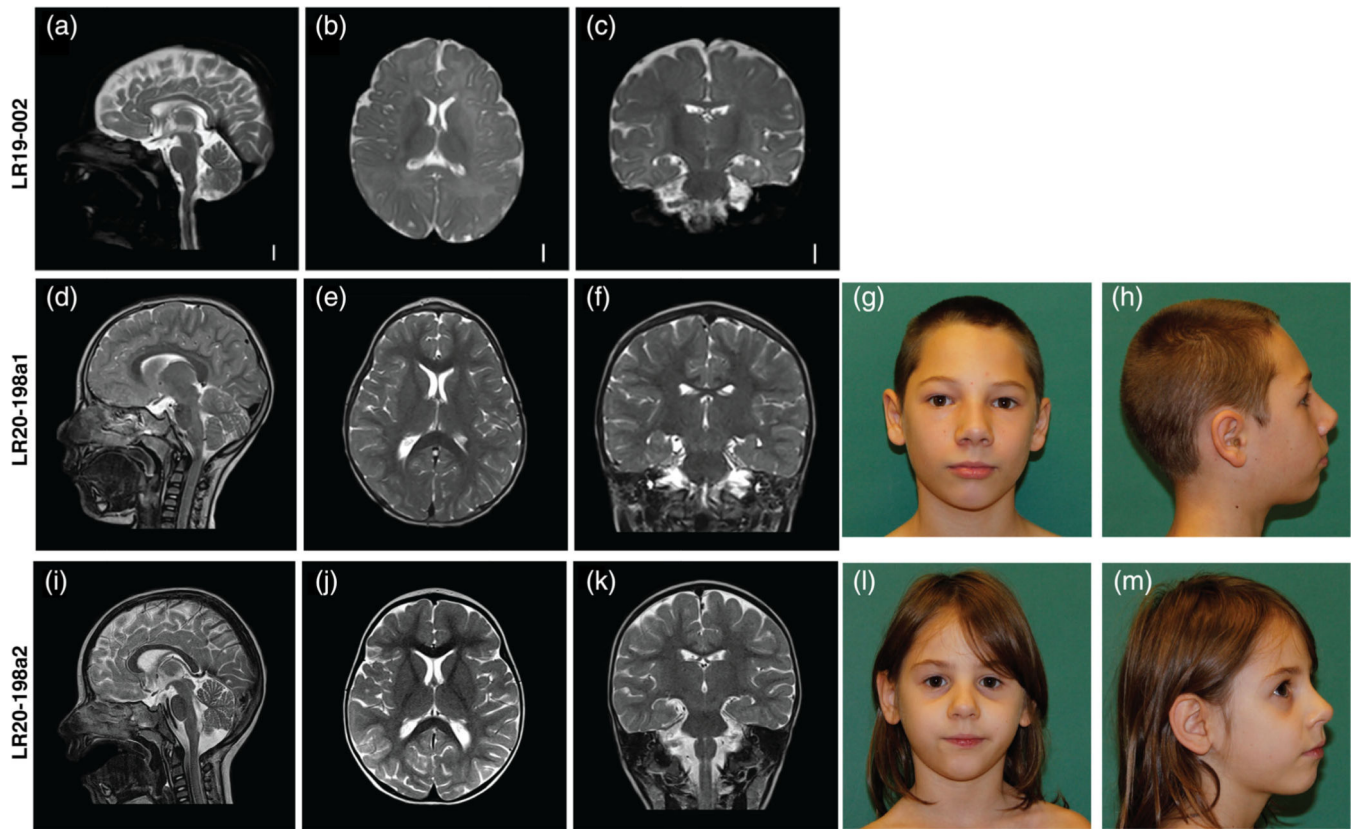 (a)
(b)
(c)
LR19-002
(d)
(e)
(f)
(g)
(h)
LR20-198a1
(i)
(j)
(k)
(l)
(m)
LR20-198a2